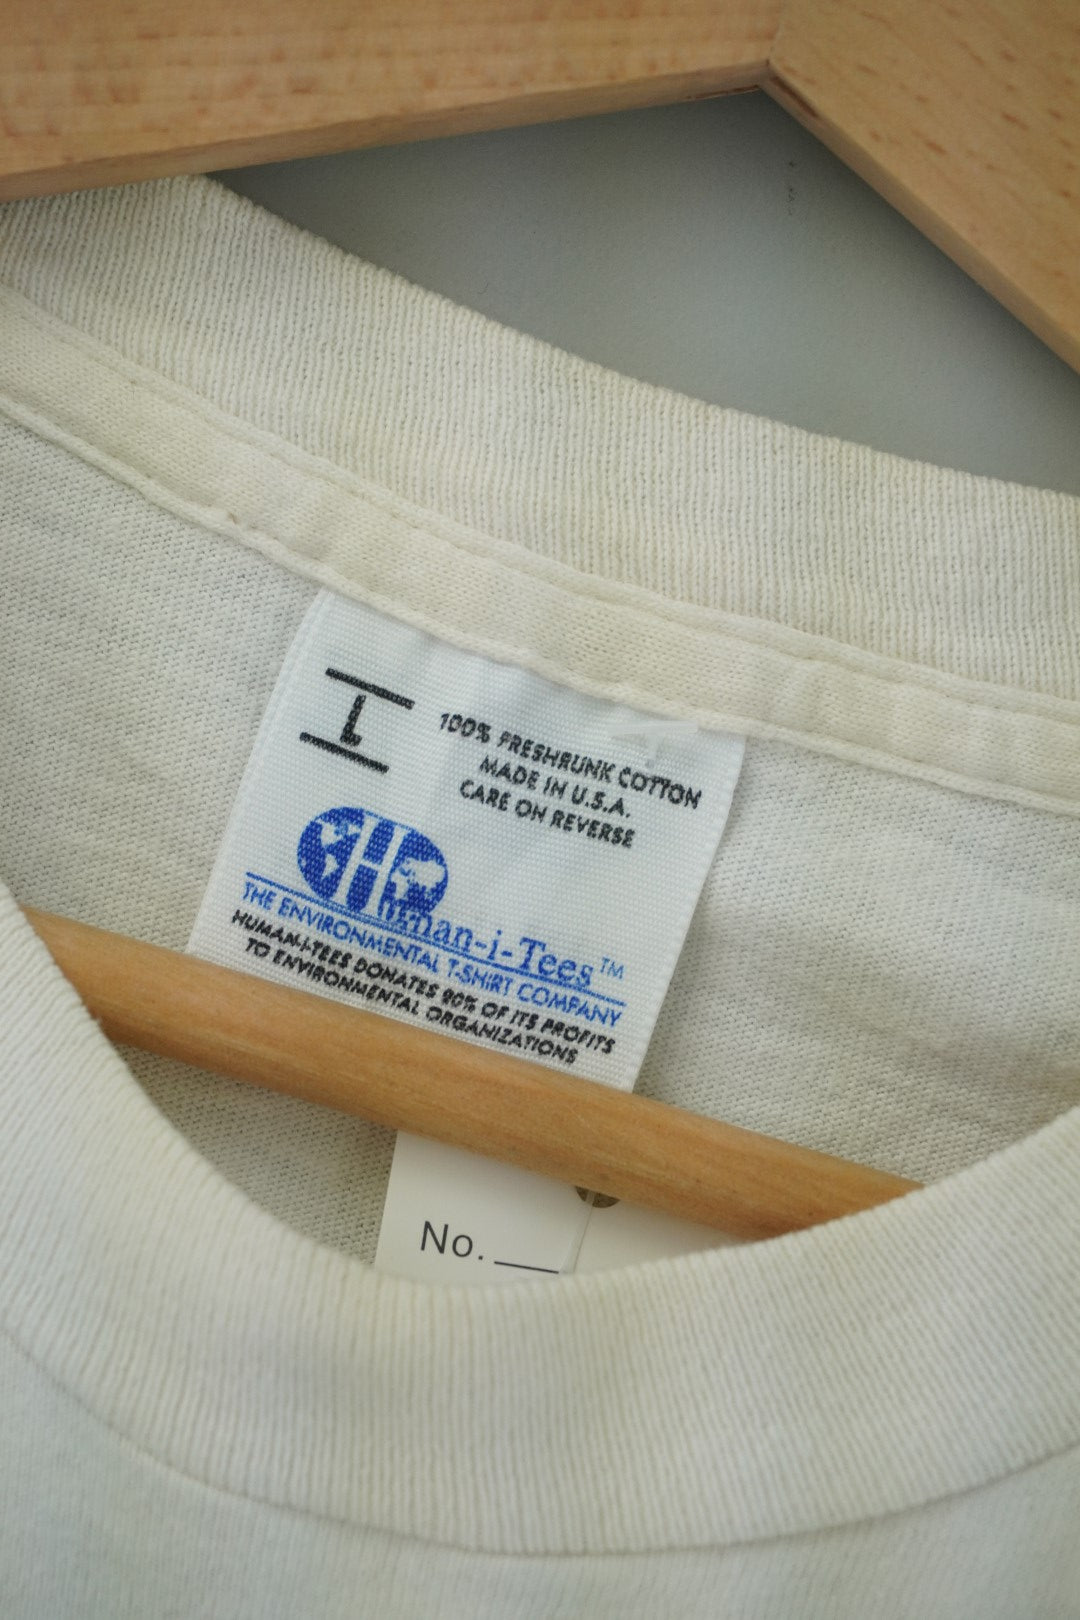 L
100% PRESHRUNK COTTON
MADE IN U.S.A.
CARE ON REVERSE
Human-i-Tees™
THE ENVIRONMENTAL T-SHIRT COMPANY
HUMAN-I-TEES DONATES 20% OF ITS PROFITS
TO ENVIRONMENTAL ORGANIZATIONS
No.